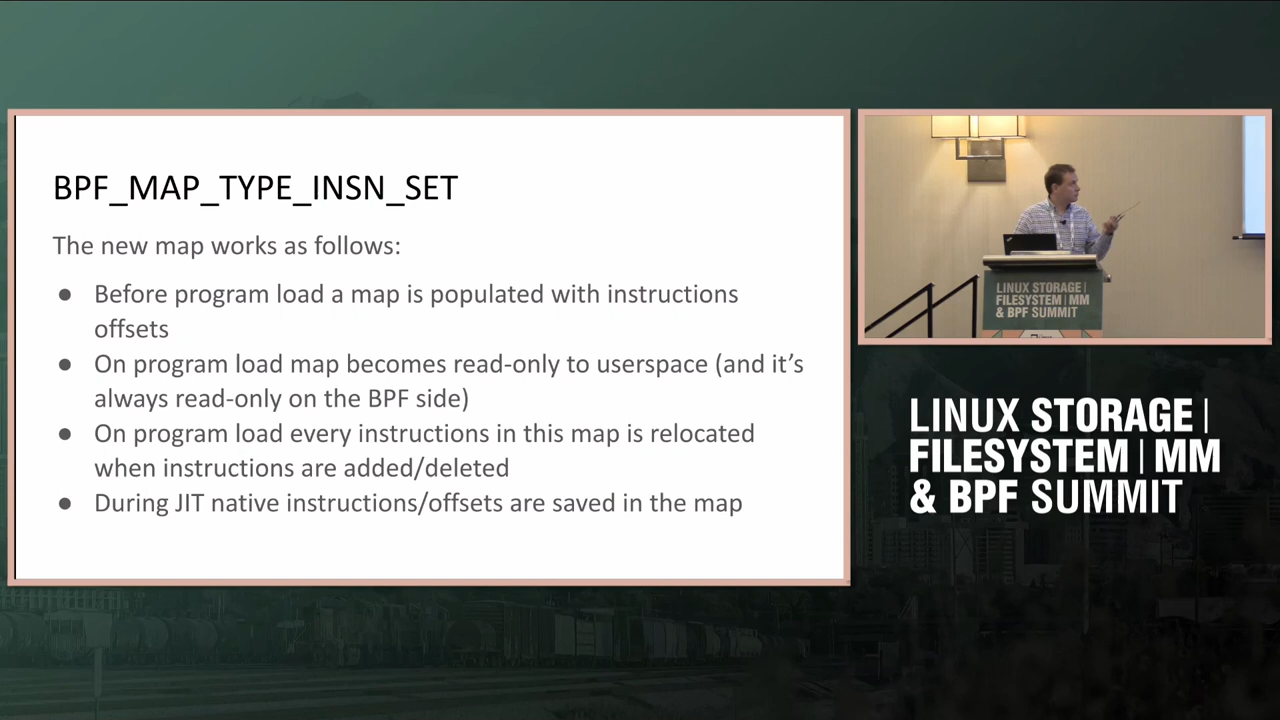 BPF_MAP_TYPE_INSN_SET
The new map works as follows:
● Before program load a map is populated with instructions
offsets
● On program load map becomes read-only to userspace (and it’s
always read-only on the BPF side)
● On program load every instructions in this map is relocated
when instructions are added/deleted
● During JIT native instructions/offsets are saved in the map
LINUX STORAGE |
FILESYSTEM | MM
& BPF SUMMIT
LINUX STORAGE |
FILESYSTEM | MM
& BPF SUMMIT